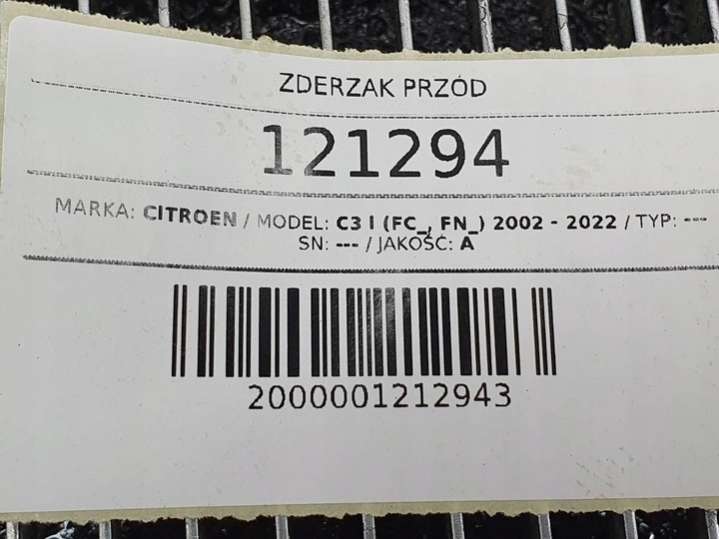 ZDERZAK PRZÓD
121294
MARKA: CITROEN / MODEL: C3 I (FC_, FN_) 2002 - 2022 / TYP: ---
SN: --- / JAKOŚĆ: A
2000001212943